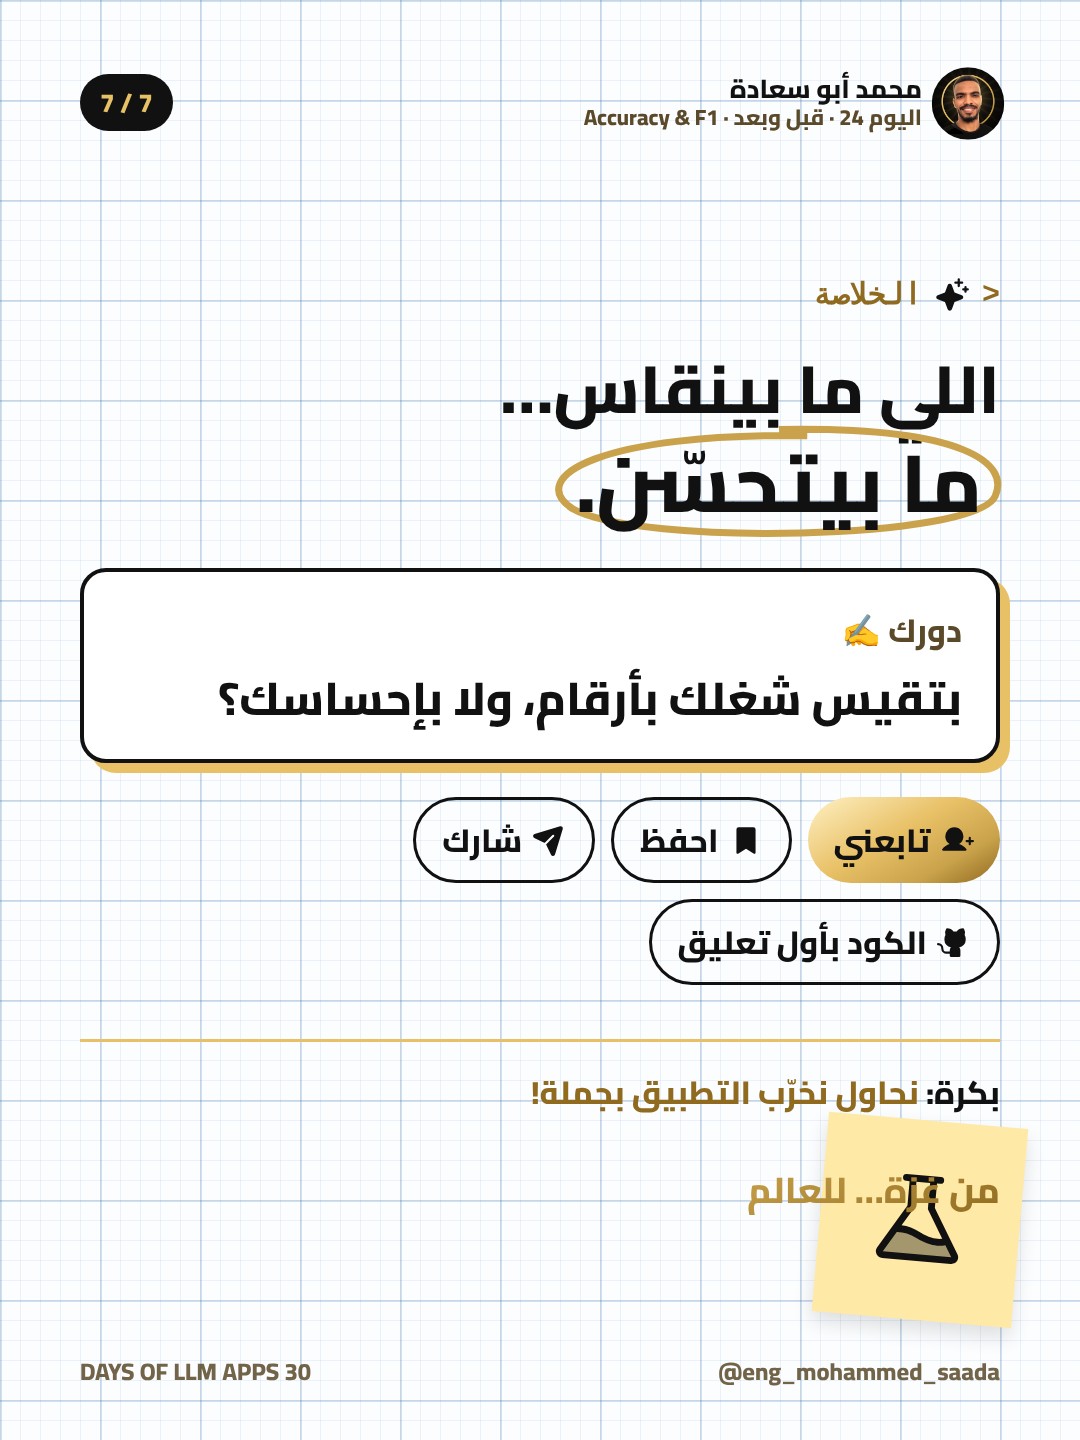 محمد أبو سعادة
اليوم 24 · قبل وبعد · Accuracy & F1
7 / 7
> الخلاصة
اللي ما بينقاس...
ما بيتحسّن.
دورك ✍️
بتقيس شغلك بأرقام، ولا بإحساسك؟
تابعني
احفظ
شارك
الكود بأول تعليق
بكرة: نحاول نخرّب التطبيق بجملة!
من غزة... للعالم
@eng_mohammed_saada
DAYS OF LLM APPS 30